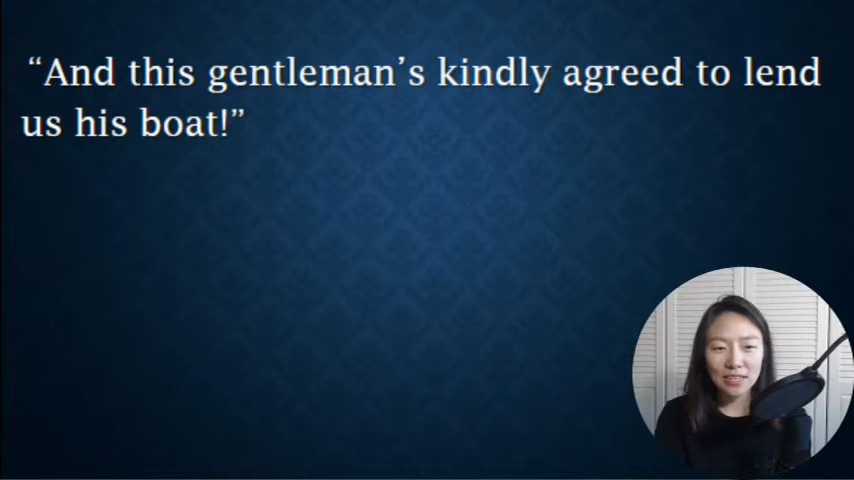 “And this gentleman’s kindly agreed to lend
us his boat!”